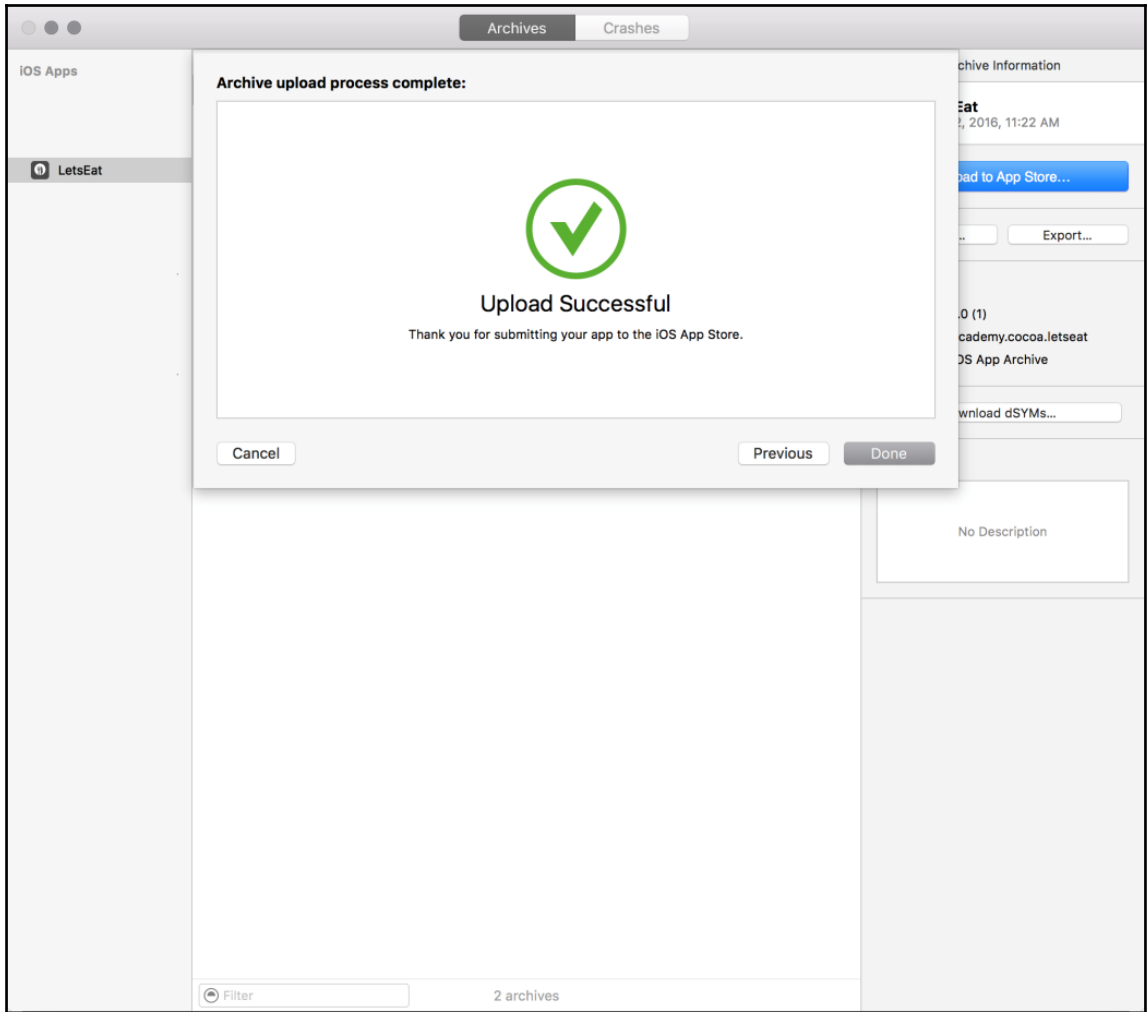 Archives Crashes
iOS Apps
LetsEat
Archive upload process complete:
Upload Successful
Thank you for submitting your app to the iOS App Store.
Cancel Previous Done
chive Information
Eat
2, 2016, 11:22 AM
oad to App Store...
.. Export...
.0 (1)
cademy.cocoa.letseat
OS App Archive
wnload dSYMs...
No Description
Filter 2 archives